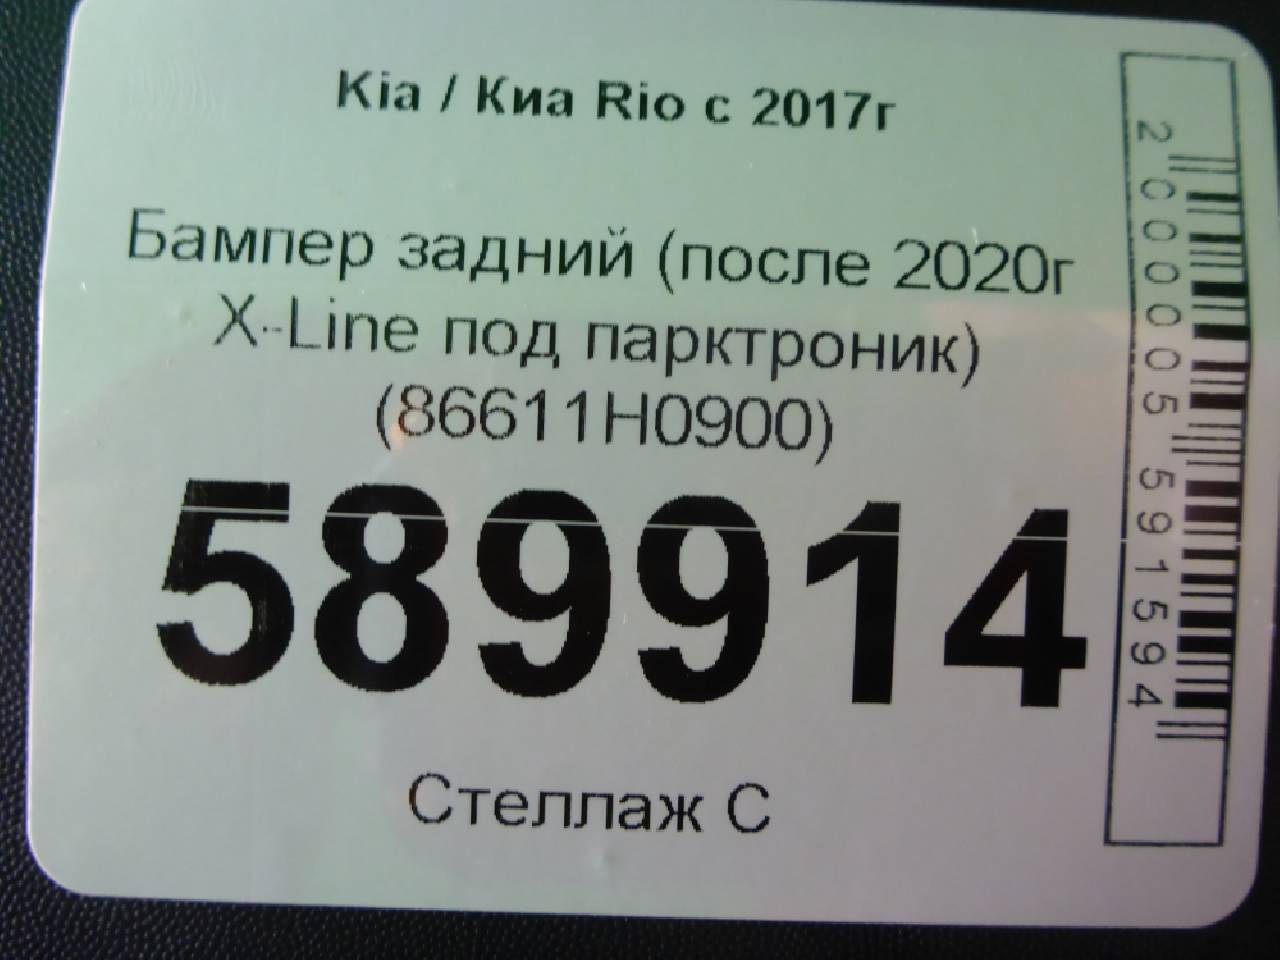 Kia / Киа Rio с 2017г
Бампер задний (после 2020г
X-Line под парктроник)
(86611H0900)
589914
Стеллаж С
2000005591594